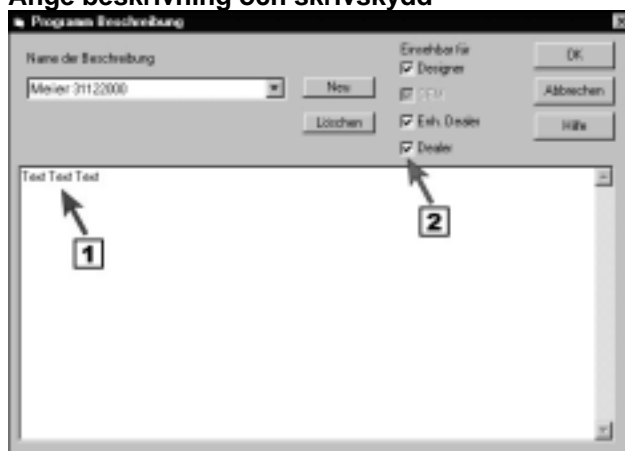 Ange beskrivning och skrivskydd
Programm Beschreibung
Name der Beschreibung
Meier 31122000
Neu
Löschen
Einsehbar für
Designer
OEM
Enh. Dealer
Dealer
OK
Abbrechen
Hilfe
Text Text Text
1
2